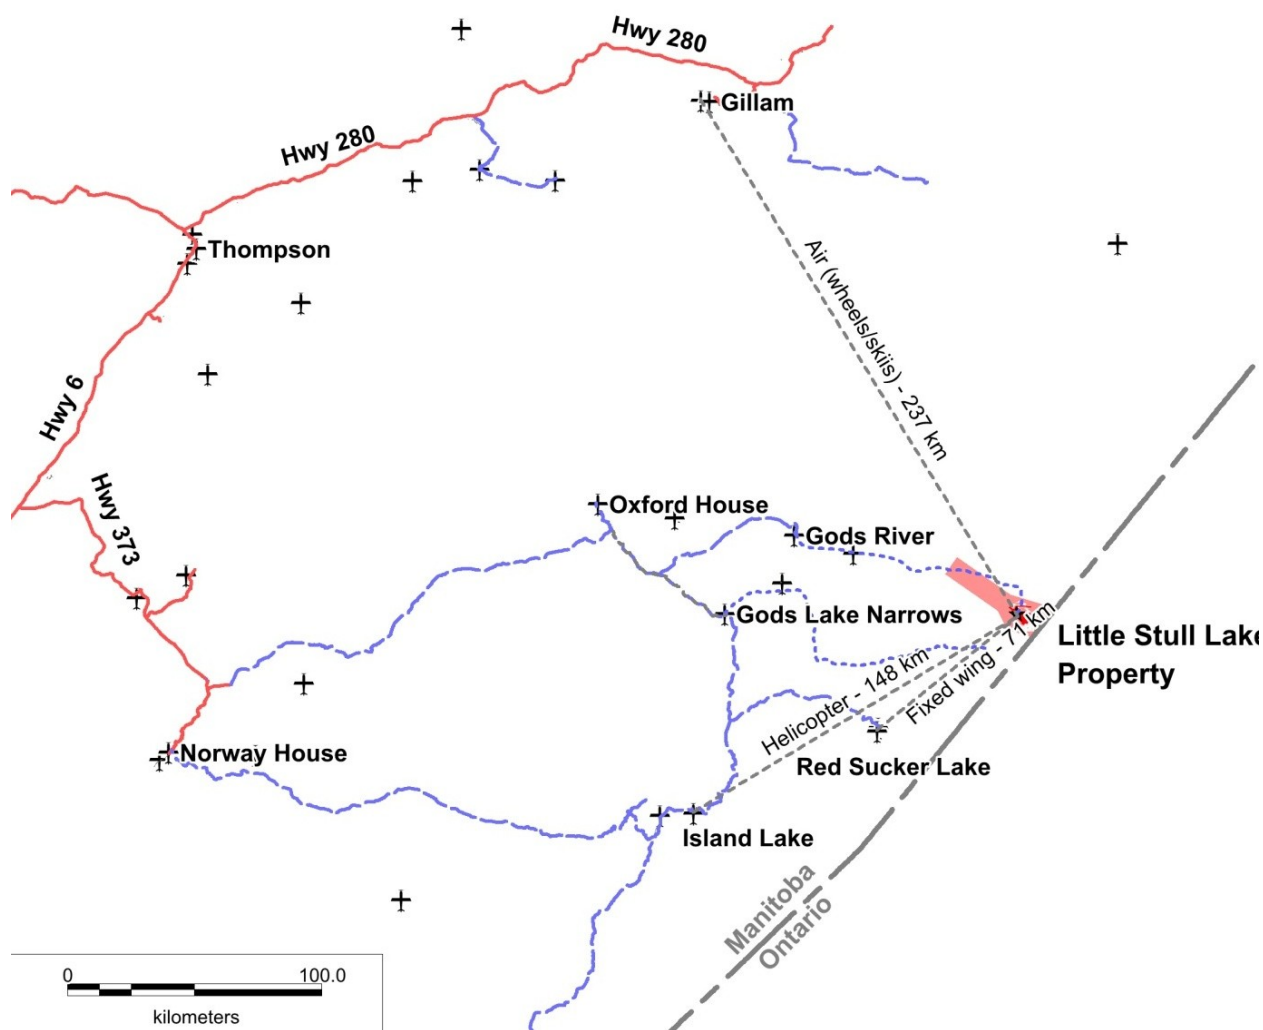 Hwy 280
Gillam
Hwy 280
Thompson
Air (wheels/skiis) - 237 km
Hwy 6
Hwy 373
Oxford House
Gods River
Gods Lake Narrows
Little Stull Lake
Property
Helicopter - 148 km
Fixed wing - 71 km
Norway House
Red Sucker Lake
Island Lake
Manitoba
Ontario
0 100.0
kilometers